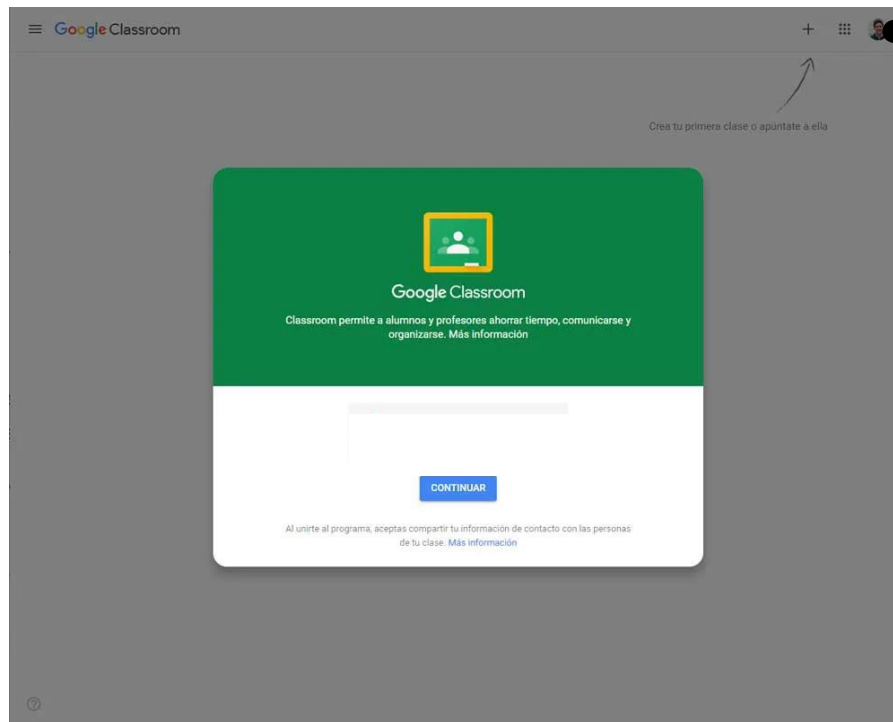 Google Classroom
Crea tu primera clase o apúntate a ella
Google Classroom
Classroom permite a alumnos y profesores ahorrar tiempo, comunicarse y
organizarse. Más información
CONTINUAR
Al unirte al programa, aceptas compartir tu información de contacto con las personas
de tu clase. Más información